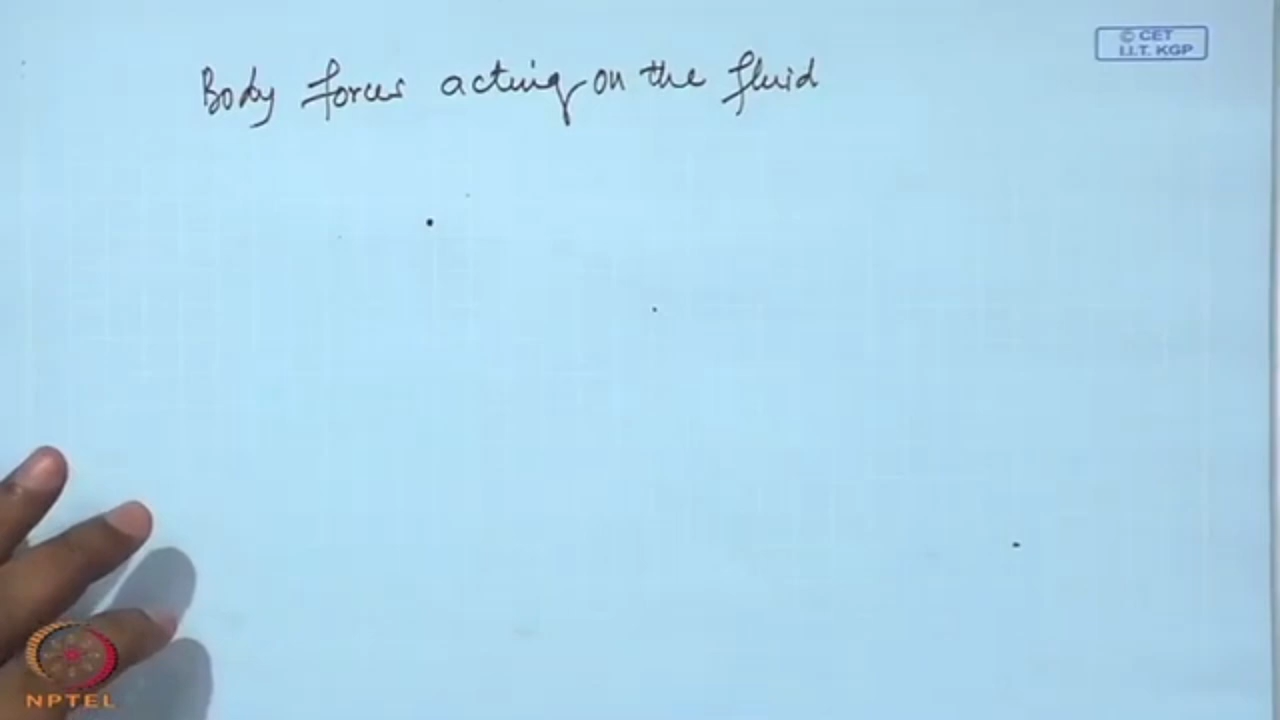 © CET
I.I.T. KGP
Body forces acting on the fluid
NPTEL